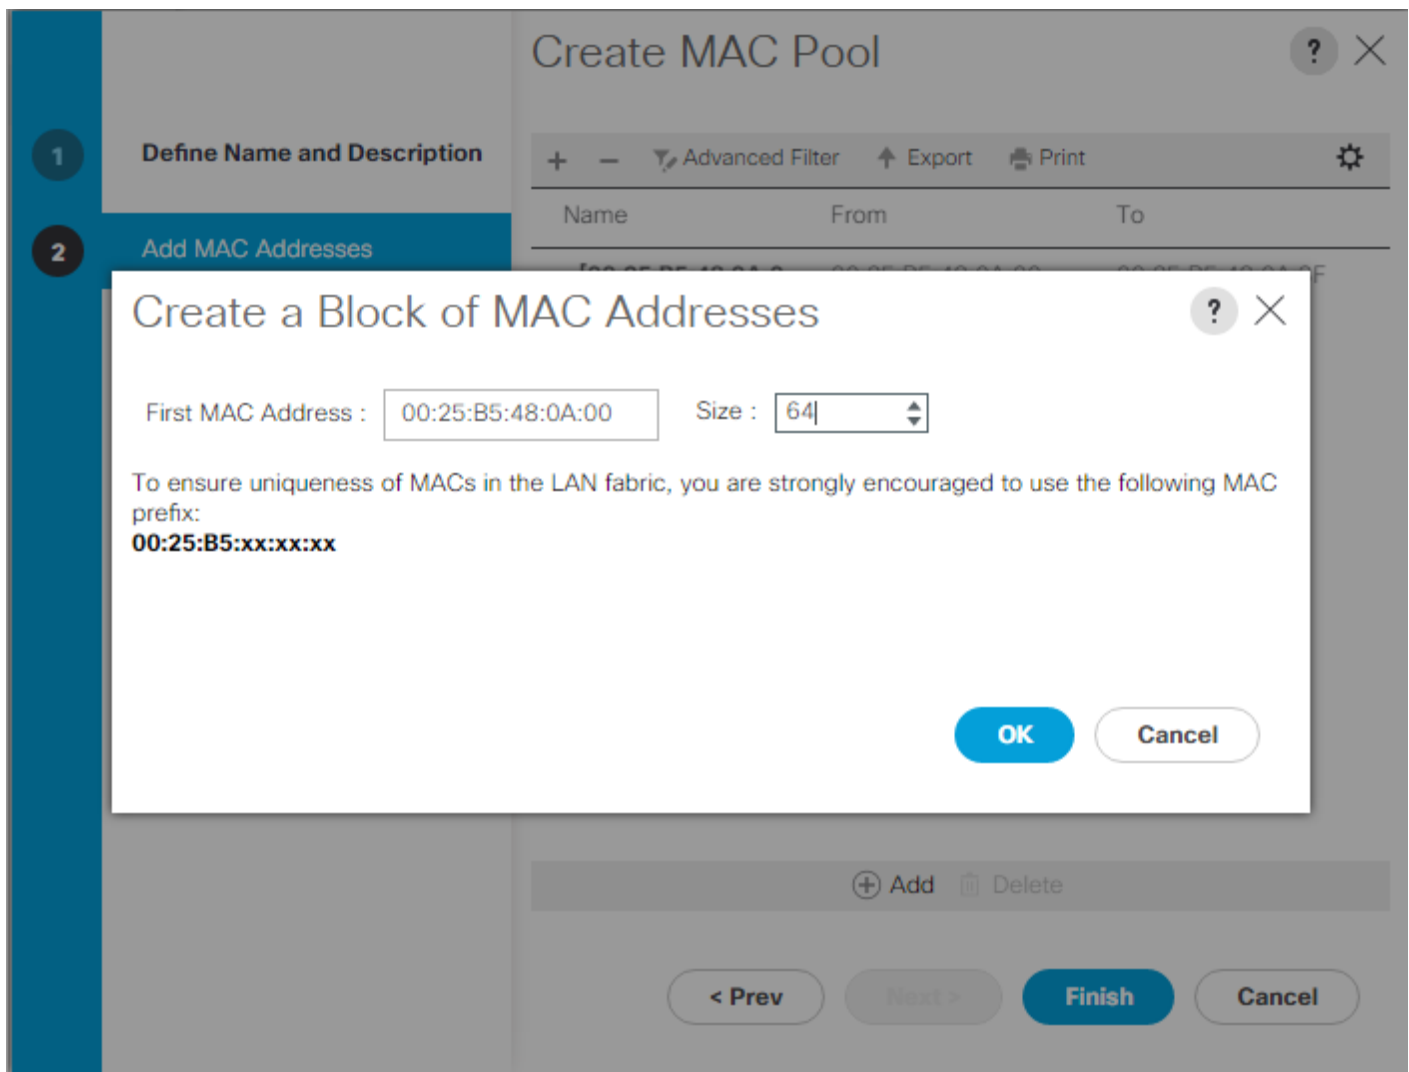 Create MAC Pool
?
1
Define Name and Description
+ − Advanced Filter Export Print
Name From To
2
Add MAC Addresses
Create a Block of MAC Addresses
?
First MAC Address : 00:25:B5:48:0A:00 Size : 64
To ensure uniqueness of MACs in the LAN fabric, you are strongly encouraged to use the following MAC
prefix:
00:25:B5:xx:xx:xx
OK Cancel
Add Delete
< Prev Next > Finish Cancel